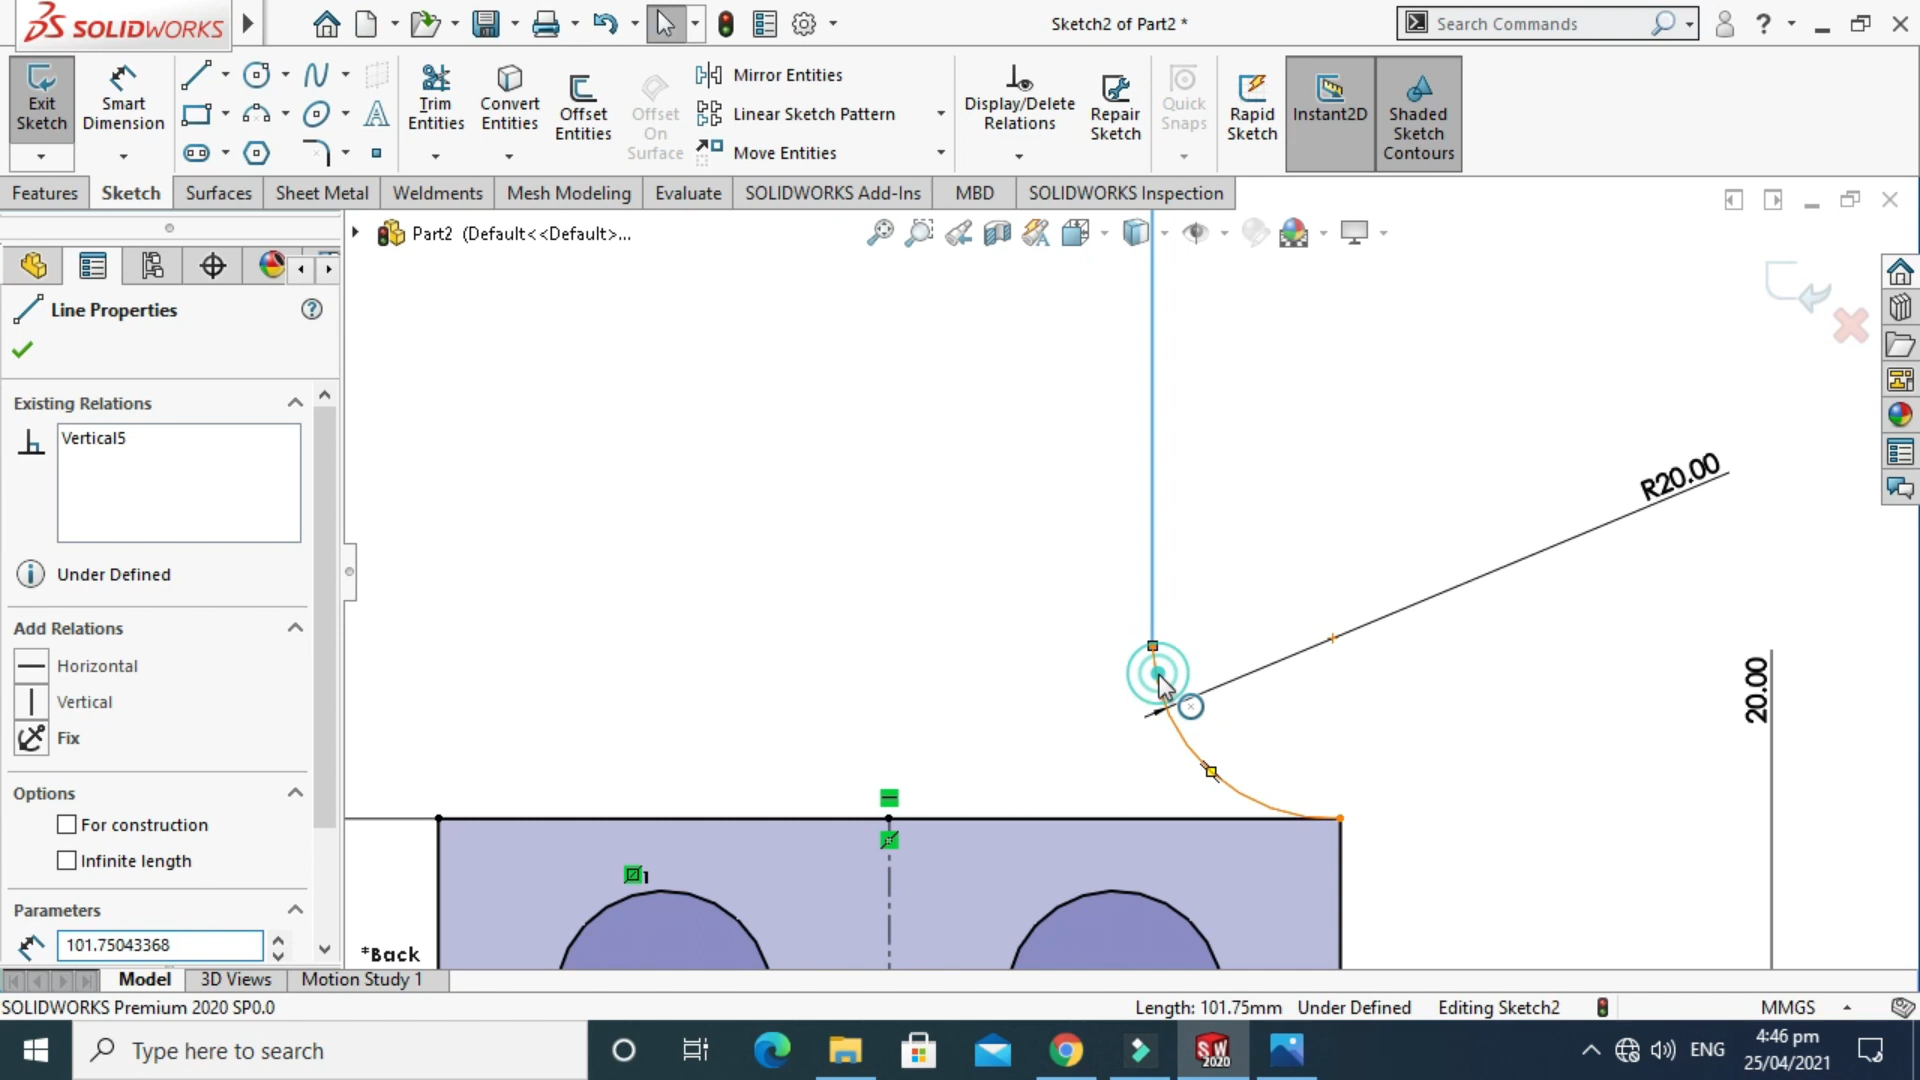 SOLIDWORKS
Sketch2 of Part2 *
Search Commands
?
Exit Sketch
Smart Dimension
Trim Entities
Convert Entities
Offset Entities
Offset On Surface
Mirror Entities
Linear Sketch Pattern
Move Entities
Display/Delete Relations
Repair Sketch
Quick Snaps
Rapid Sketch
Instant2D
Shaded Sketch Contours
Features
Sketch
Surfaces
Sheet Metal
Weldments
Mesh Modeling
Evaluate
SOLIDWORKS Add-Ins
MBD
SOLIDWORKS Inspection
Part2 (Default<<Default>...
Line Properties
Existing Relations
Vertical5
Under Defined
Add Relations
Horizontal
Vertical
Fix
Options
For construction
Infinite length
Parameters
101.75043368
R20.00
20.00
1
*Back
Model
3D Views
Motion Study 1
SOLIDWORKS Premium 2020 SP0.0
Length: 101.75mm
Under Defined
Editing Sketch2
MMGS
Type here to search
SW
2020
ENG
4:46 pm
25/04/2021